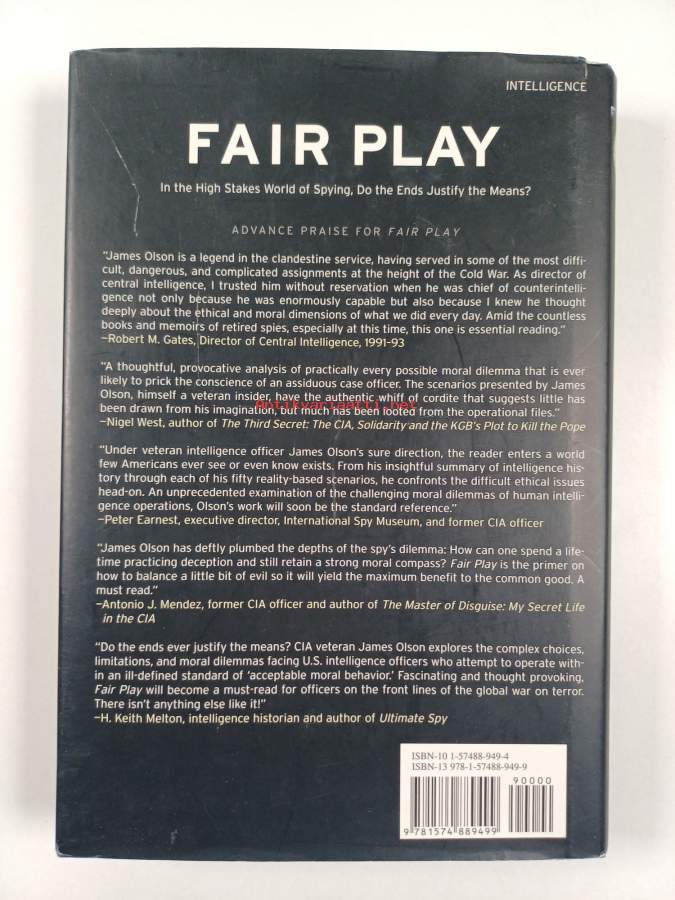 INTELLIGENCE
FAIR PLAY
In the High Stakes World of Spying, Do the Ends Justify the Means?
ADVANCE PRAISE FOR FAIR PLAY
"James Olson is a legend in the clandestine service, having served in some of the most diffi-
cult, dangerous, and complicated assignments at the height of the Cold War. As director of
central intelligence, I trusted him without reservation when he was chief of counterintelli-
gence not only because he was enormously capable but also because I knew he thought
deeply about the ethical and moral dimensions of what we did every day. Amid the countless
books and memoirs of retired spies, especially at this time, this one is essential reading."
—Robert M. Gates, Director of Central Intelligence, 1991-93
"A thoughtful, provocative analysis of practically every possible moral dilemma that is ever
likely to prick the conscience of an assiduous case officer. The scenarios presented by James
Olson, himself a veteran insider, have the authentic whiff of cordite that suggests little has
been drawn from his imagination, but much has been looted from the operational files."
Antikvariaatti.net
—Nigel West, author of The Third Secret: The CIA, Solidarity and the KGB's Plot to Kill the Pope
"Under veteran intelligence officer James Olson's sure direction, the reader enters a world
few Americans ever see or even know exists. From his insightful summary of intelligence his-
tory through each of his fifty reality-based scenarios, he confronts the difficult ethical issues
head-on. An unprecedented examination of the challenging moral dilemmas of human intelli-
gence operations, Olson's work will soon be the standard reference."
—Peter Earnest, executive director, International Spy Museum, and former CIA officer
"James Olson has deftly plumbed the depths of the spy's dilemma: How can one spend a life-
time practicing deception and still retain a strong moral compass? Fair Play is the primer on
how to balance a little bit of evil so it will yield the maximum benefit to the common good. A
must read."
—Antonio J. Mendez, former CIA officer and author of The Master of Disguise: My Secret Life
in the CIA
"Do the ends ever justify the means? CIA veteran James Olson explores the complex choices,
limitations, and moral dilemmas facing U.S. intelligence officers who attempt to operate with-
in an ill-defined standard of 'acceptable moral behavior.' Fascinating and thought provoking,
Fair Play will become a must-read for officers on the front lines of the global war on terror.
There isn't anything else like it!"
—H. Keith Melton, intelligence historian and author of Ultimate Spy
ISBN-10 1-57488-949-4
ISBN-13 978-1-57488-949-9
90000
9 781574 889499